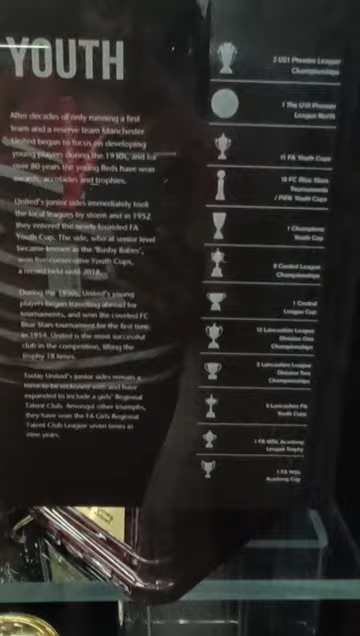 YOUTH
After decades of only running a first
team and a reserve team Manchester
United began to focus on developing
young players during the 1930s, and for
over 80 years the young Reds have won
awards, accolades and trophies.
United's junior sides immediately took
the local leagues by storm and in 1952
they entered the newly founded FA
Youth Cup. The side, who at senior level
became known as the 'Busby Babes',
won five consecutive Youth Cups,
a record held until 2018.
During the 1950s, United's young
players began travelling abroad for
tournaments, and won the coveted FC
Blue Stars tournament for the first time
in 1954. United is the most successful
club in the competition, lifting the
trophy 18 times.
Today United's junior sides remain a
force to be reckoned with and have
expanded to include a girls' Regional
Talent Club. Amongst other triumphs,
they have won the FA Girls Regional
Talent Club League seven times in
nine years.
2 U21 Premier League
Championships
1 The U19 Premier
League North
11 FA Youth Cups
18 FC Blue Stars
Tournaments
/ FIFA Youth Cups
1 Champions
Youth Cup
Central League
Championships
1 Central
League Cup
Lancashire League
Division One
Championships
Lancashire League
Division Two
Championships
Lancashire FA
Youth Cups
1 FA WSL Academy
League Trophy
1 FA WSL
Academy Cup